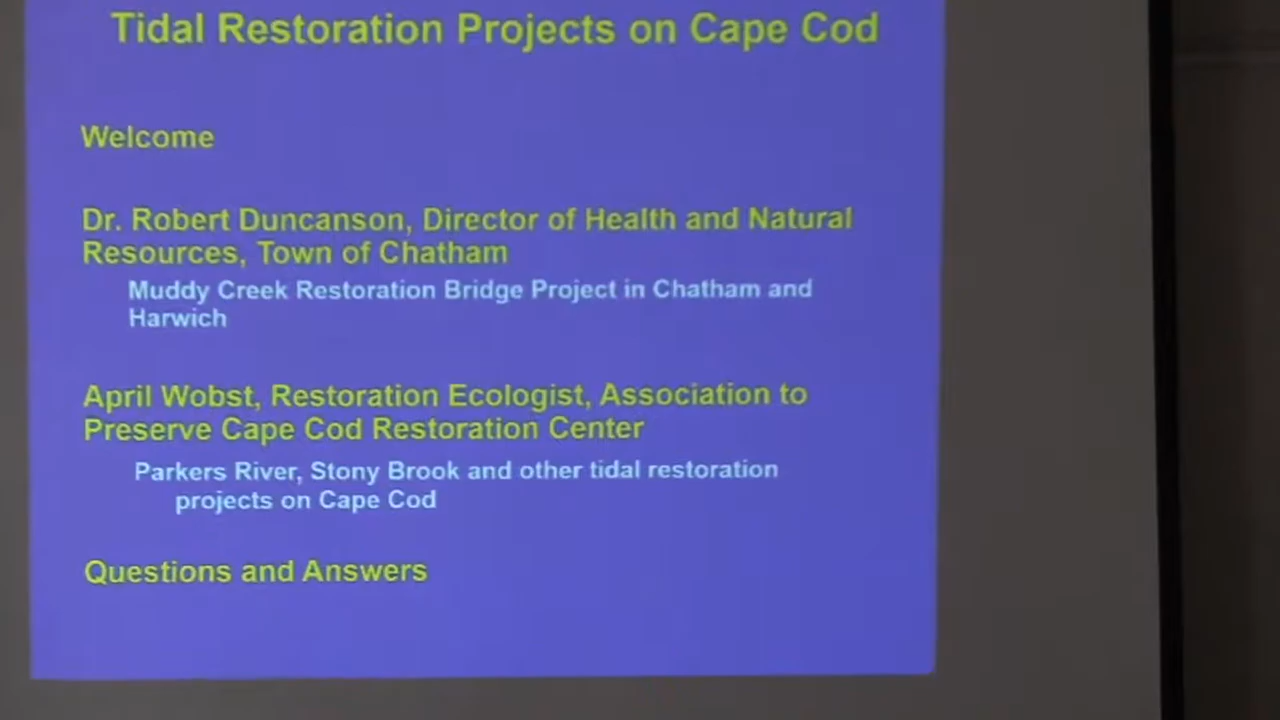 Tidal Restoration Projects on Cape Cod
Welcome
Dr. Robert Duncanson, Director of Health and Natural
Resources, Town of Chatham
Muddy Creek Restoration Bridge Project in Chatham and
Harwich
April Wobst, Restoration Ecologist, Association to
Preserve Cape Cod Restoration Center
Parkers River, Stony Brook and other tidal restoration
projects on Cape Cod
Questions and Answers